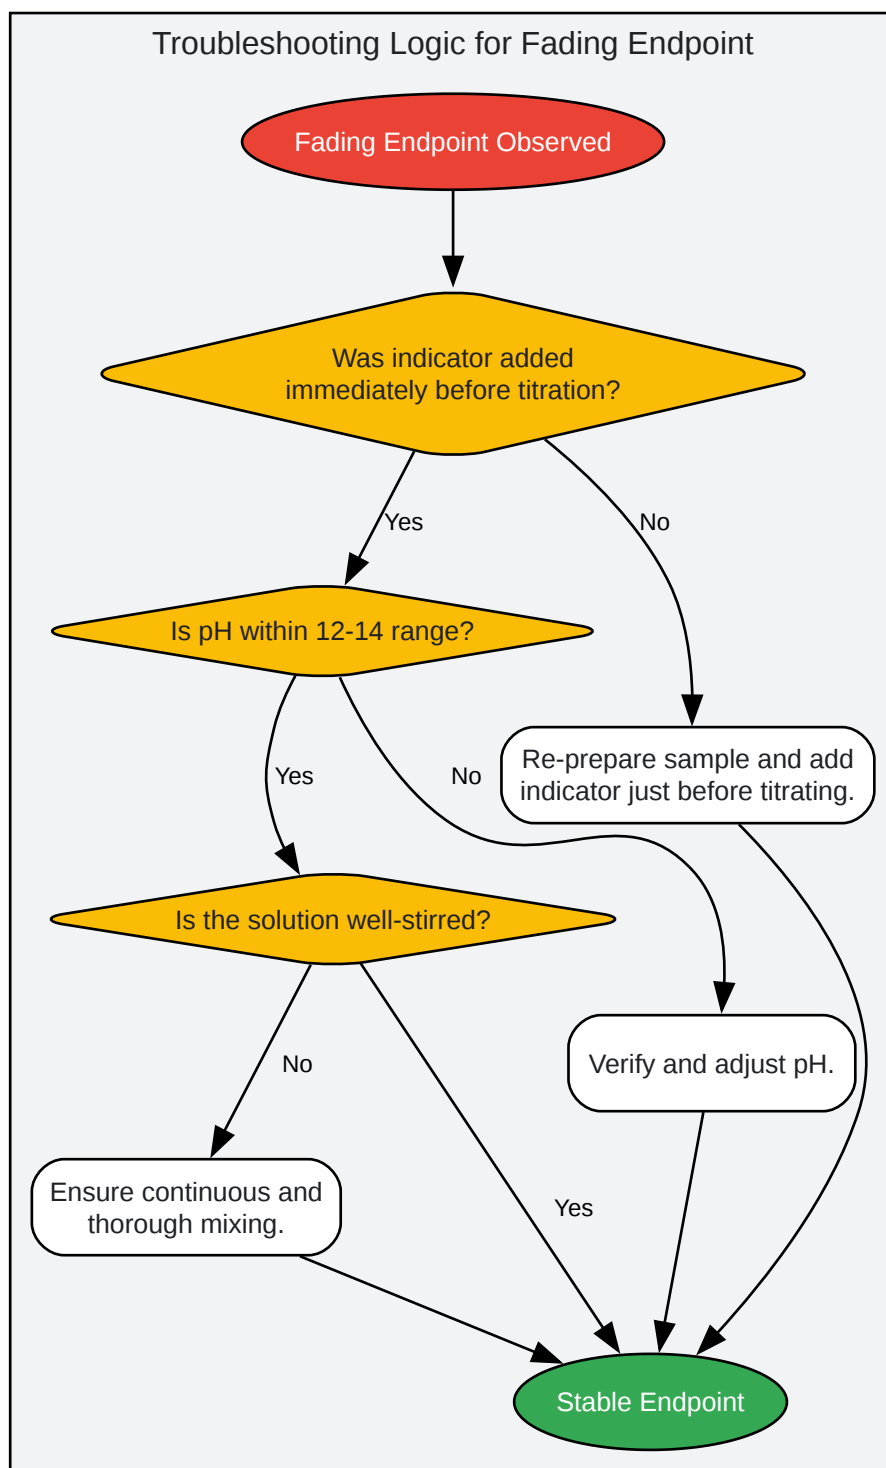 Troubleshooting Logic for Fading Endpoint
Fading Endpoint Observed
Was indicator added
immediately before titration?
Yes
No
Is pH within 12-14 range?
Re-prepare sample and add
indicator just before titrating.
Yes
No
Is the solution well-stirred?
Verify and adjust pH.
No
Ensure continuous and
thorough mixing.
Yes
Stable Endpoint